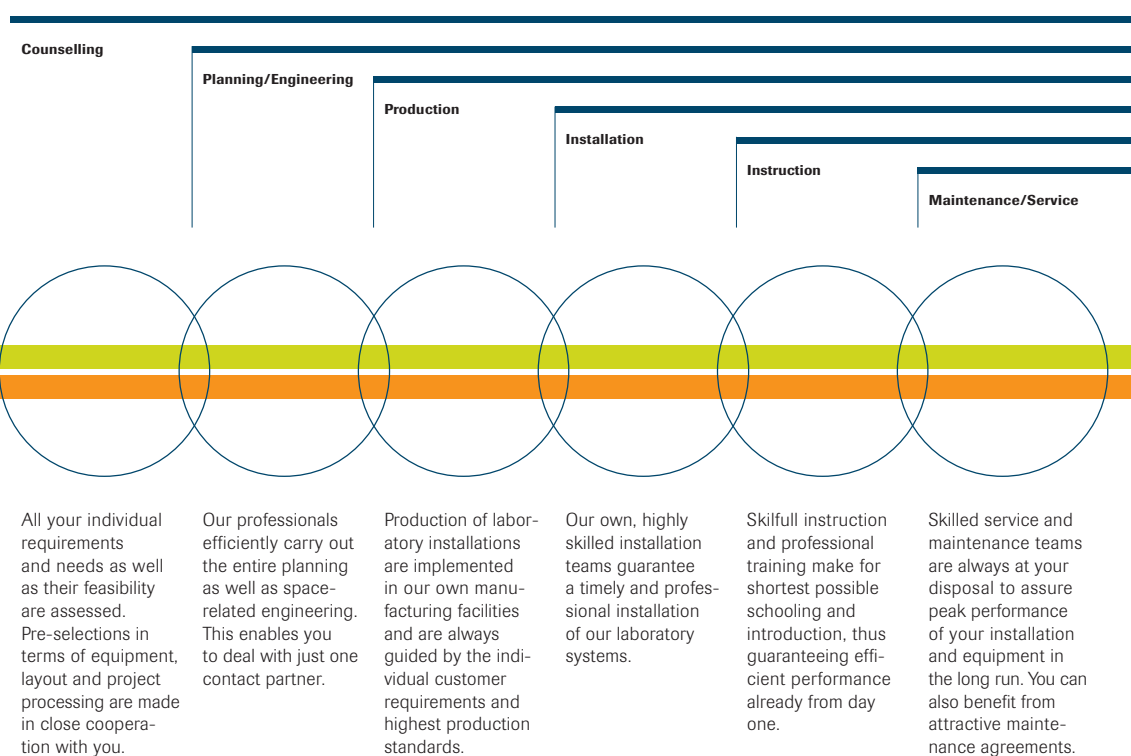 Counselling
Planning/Engineering
Production
Installation
Instruction
Maintenance/Service
All your individual
requirements
and needs as well
as their feasibility
are assessed.
Pre-selections in
terms of equipment,
layout and project
processing are made
in close coopera-
tion with you.
Our professionals
efficiently carry out
the entire planning
as well as space-
related engineering.
This enables you
to deal with just one
contact partner.
Production of labor-
atory installations
are implemented
in our own manu-
facturing facilities
and are always
guided by the indi-
vidual customer
requirements and
highest production
standards.
Our own, highly
skilled installation
teams guarantee
a timely and profes-
sional installation
of our laboratory
systems.
Skilfull instruction
and professional
training make for
shortest possible
schooling and
introduction, thus
guaranteeing effi-
cient performance
already from day
one.
Skilled service and
maintenance teams
are always at your
disposal to assure
peak performance
of your installation
and equipment in
the long run. You can
also benefit from
attractive mainte-
nance agreements.